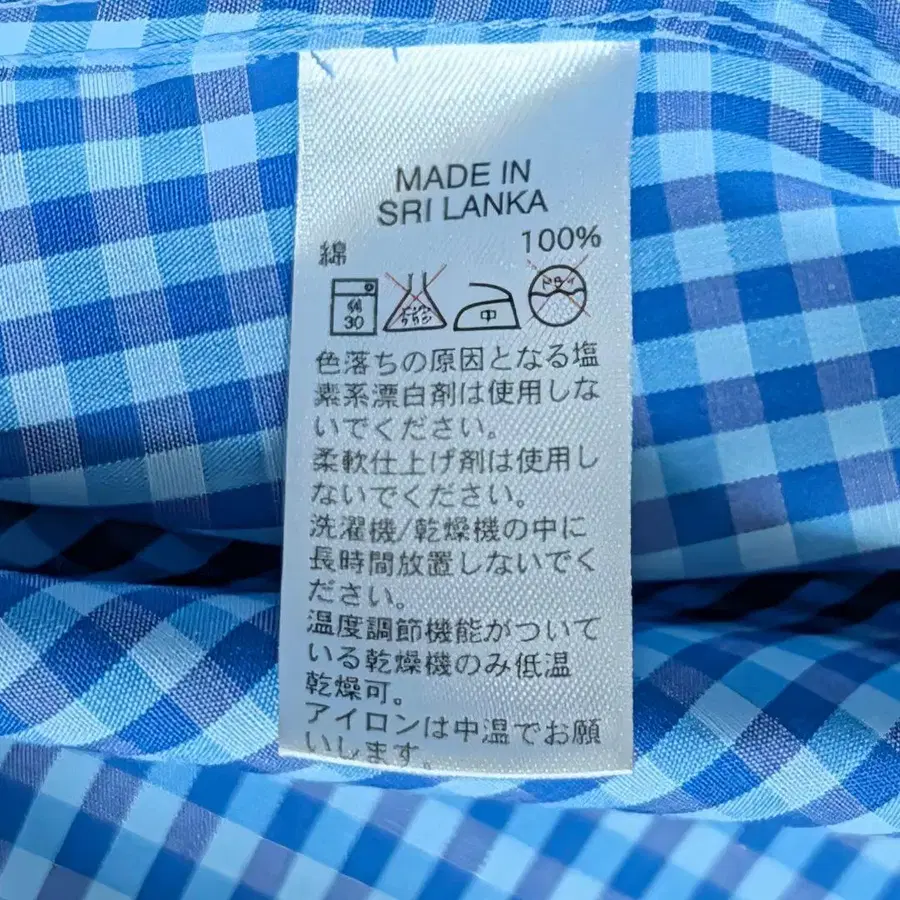 MADE IN
SRI LANKA
綿 100%
弱
30
中
ドライ
色落ちの原因となる塩
素系漂白剤は使用しな
いでください。
柔軟仕上げ剤は使用し
ないでください。
洗濯機/乾燥機の中に
長時間放置しないでく
ださい。
温度調節機能がついて
いる乾燥機のみ低温
乾燥可。
アイロンは中温でお願
いします。